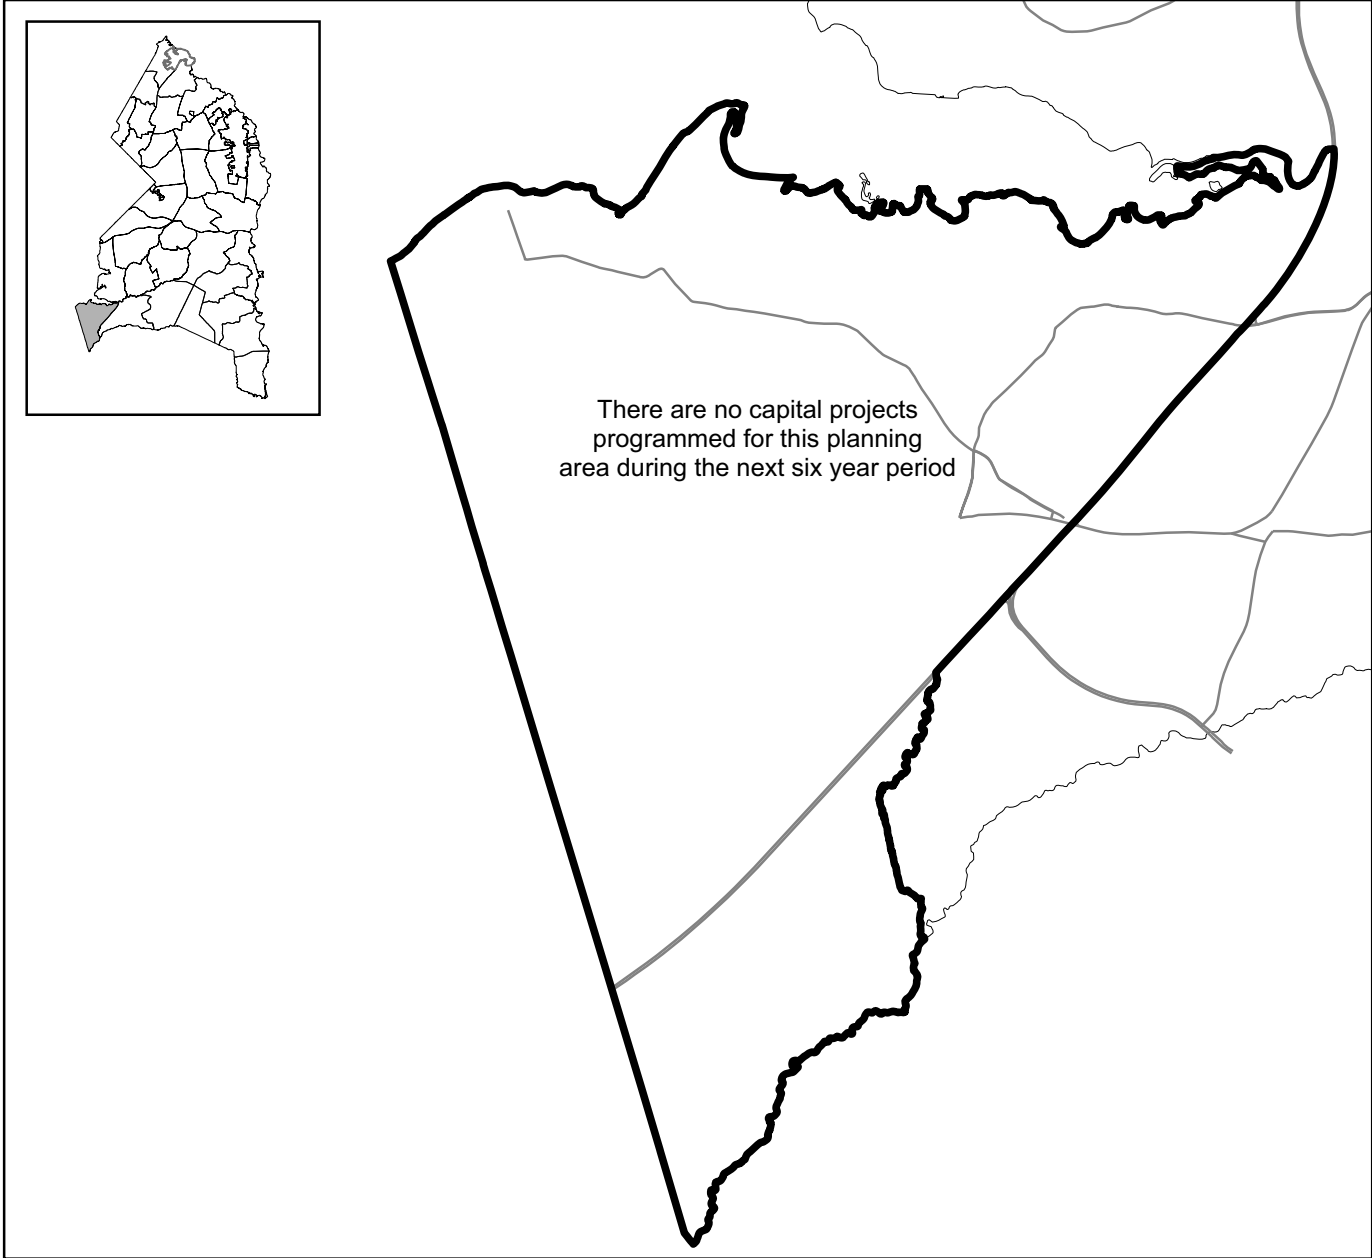 There are no capital projects
programmed for this planning
area during the next six year period